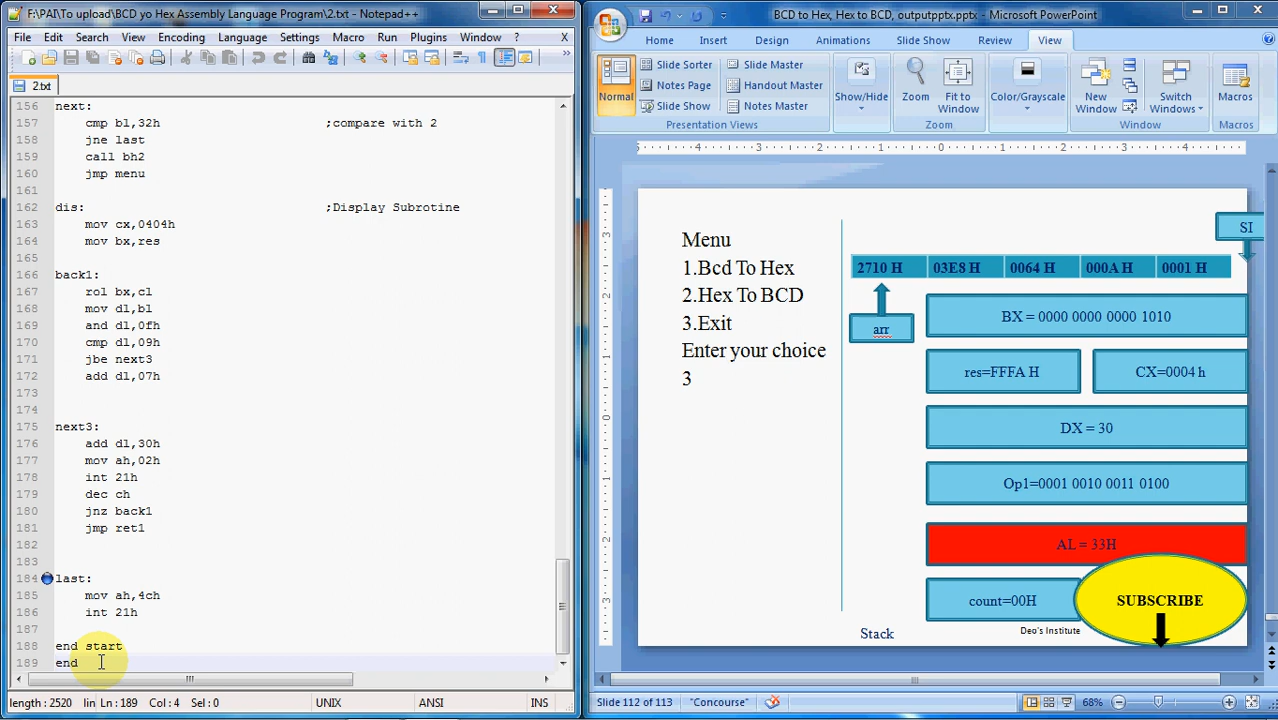 F:\PAI\To upload\BCD yo Hex Assembly Language Program\2.txt - Notepad++
File Edit Search View Encoding Language Settings Macro Run Plugins Window ? X
2.txt
156 next:
157 cmp bl,32h ;compare with 2
158 jne last
159 call bh2
160 jmp menu
161
162 dis: ;Display Subrotine
163 mov cx,0404h
164 mov bx,res
165
166 back1:
167 rol bx,cl
168 mov dl,bl
169 and dl,0fh
170 cmp dl,09h
171 jbe next3
172 add dl,07h
173
174
175 next3:
176 add dl,30h
177 mov ah,02h
178 int 21h
179 dec ch
180 jnz back1
181 jmp ret1
182
183
184 last:
185 mov ah,4ch
186 int 21h
187
188 end start
189 end
length : 2520 lin Ln : 189 Col : 4 Sel : 0 UNIX ANSI INS
BCD to Hex, Hex to BCD, outputpptx.pptx - Microsoft PowerPoint
Home Insert Design Animations Slide Show Review View
Normal
Slide Sorter
Notes Page
Slide Show
Slide Master
Handout Master
Notes Master
Presentation Views
Show/Hide
Zoom
Fit to Window
Zoom
Color/Grayscale
New Window
Switch Windows
Window
Macros
Macros
Menu
1.Bcd To Hex
2.Hex To BCD
3.Exit
Enter your choice
3
SI
2710 H 03E8 H 0064 H 000A H 0001 H
arr
BX = 0000 0000 0000 1010
res=FFFA H CX=0004 h
DX = 30
Op1=0001 0010 0011 0100
AL = 33H
count=00H
SUBSCRIBE
Stack
Deo's Institute
Slide 112 of 113 "Concourse" 68%